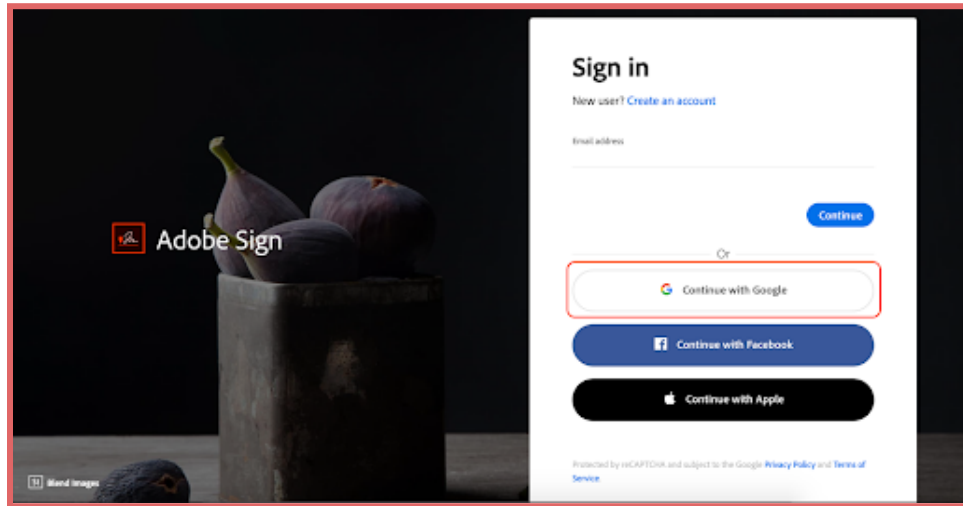 Sign in
New user? Create an account
Email address
Continue
Adobe Sign
Or
Continue with Google
Continue with Facebook
Continue with Apple
Protected by reCAPTCHA and subject to the Google Privacy Policy and Terms of
Service
St Blend Images